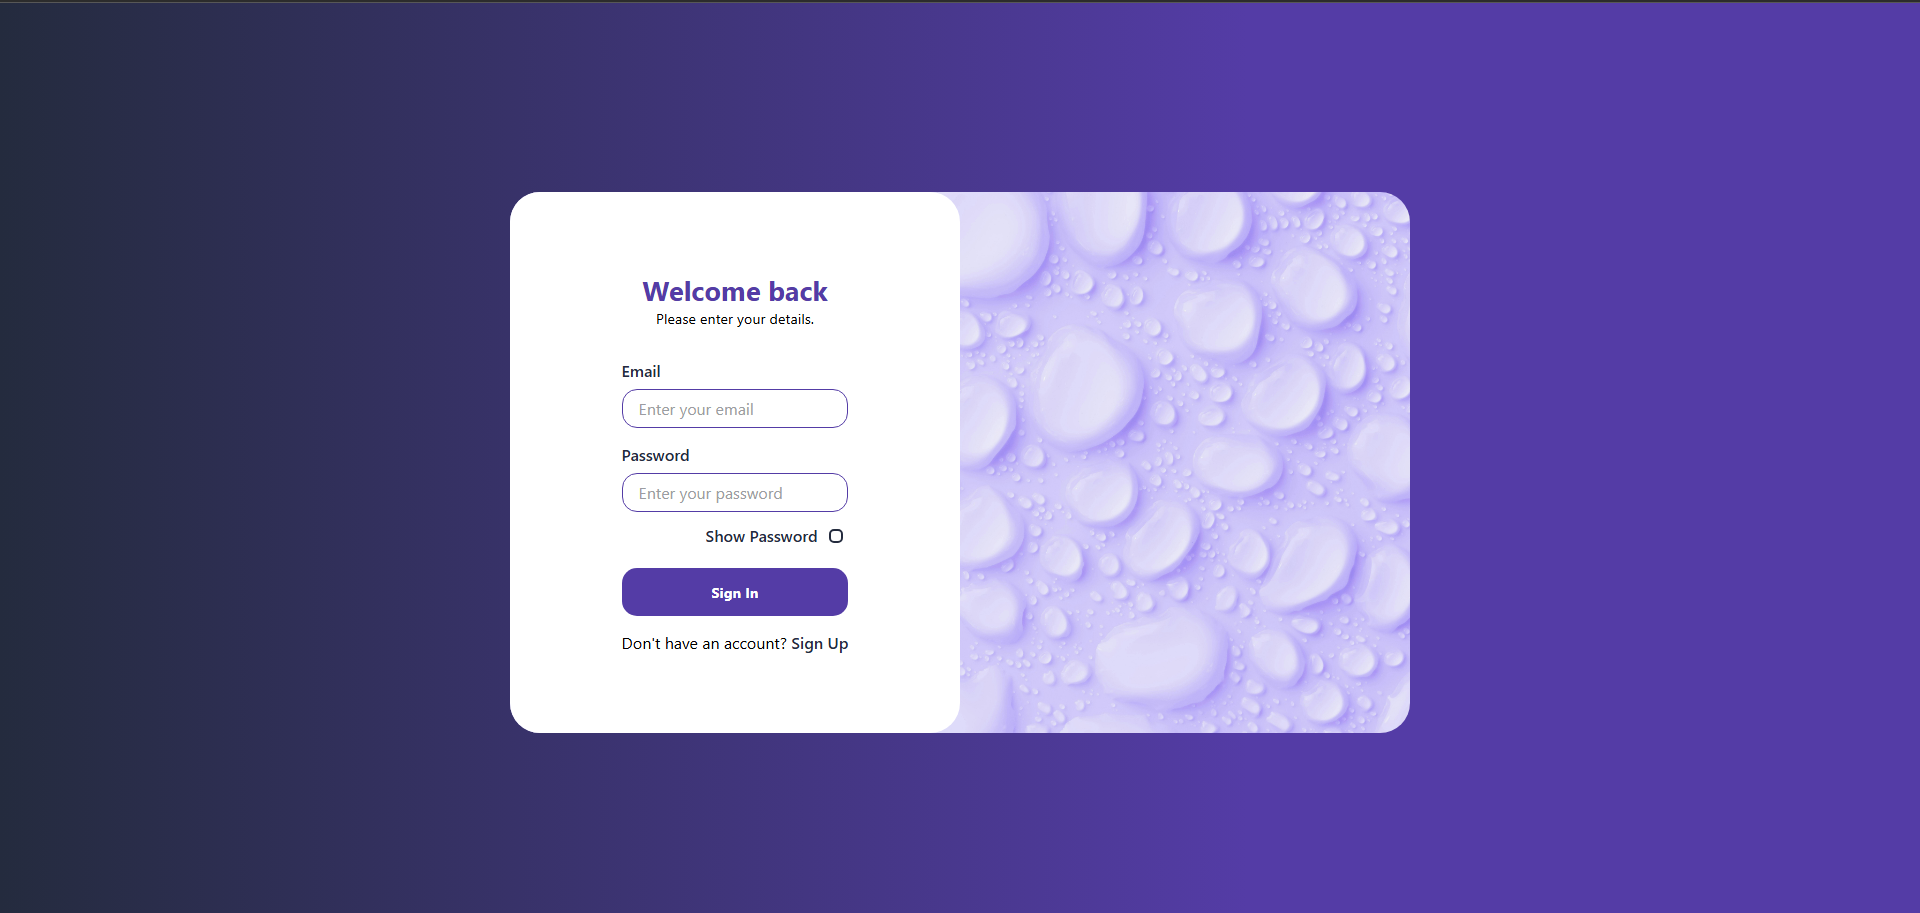 Welcome back
Please enter your details.
Email
Enter your email
Password
Enter your password
Show Password
Sign In
Don't have an account? Sign Up